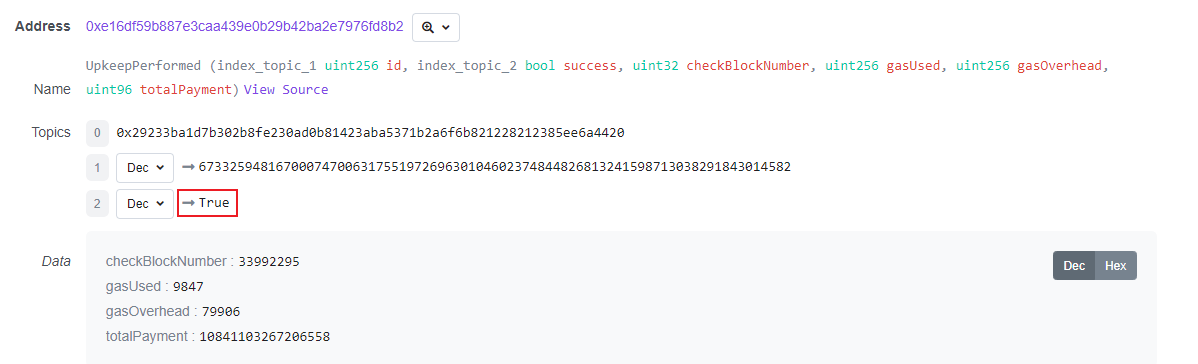 Address 0xe16df59b887e3caa439e0b29b42ba2e7976fd8b2
UpkeepPerformed (index_topic_1 uint256 id, index_topic_2 bool success, uint32 checkBlockNumber, uint256 gasUsed, uint256 gasOverhead,
Name uint96 totalPayment) View Source
Topics 0 0x29233ba1d7b302b8fe230ad0b81423aba5371b2a6f6b821228212385ee6a4420
1 Dec → 67332594816700074700631755197269630104602374844826813241598713038291843014582
2 Dec → True
Data checkBlockNumber : 33992295 Dec Hex
gasUsed : 9847
gasOverhead : 79906
totalPayment : 10841103267206558